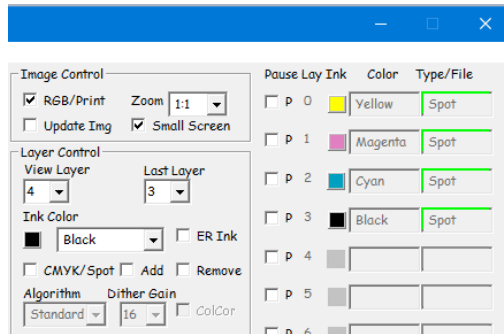 Image Control
RGB/Print Zoom 1:1
Update Img Small Screen
Layer Control
View Layer Last Layer
4 3
Ink Color
Black ER Ink
CMYK/Spot Add Remove
Algorithm Dither Gain
Standard 16 ColCor
Pause Lay Ink Color Type/File
P 0 Yellow Spot
P 1 Magenta Spot
P 2 Cyan Spot
P 3 Black Spot
P 4
P 5
P 6